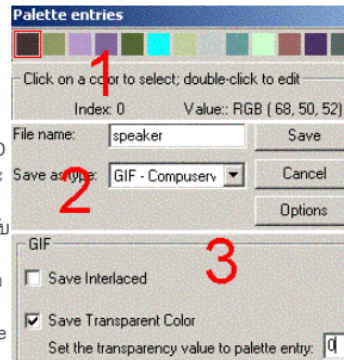 Palette entries
1
Click on a color to select; double-click to edit
Index: 0 Value:: RGB ( 68, 50, 52)
File name: speaker Save
Save as type: GIF - Compuserv Cancel
2
Options
GIF
3
Save Interlaced
Save Transparent Color
Set the transparency value to palette entry: 0